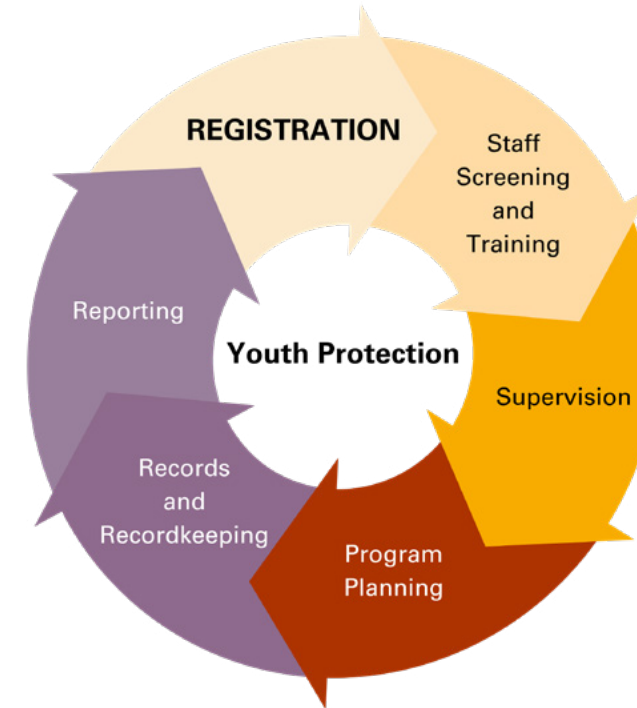 REGISTRATION
Staff
Screening
and
Training
Supervision
Program
Planning
Records
and
Recordkeeping
Reporting
Youth Protection